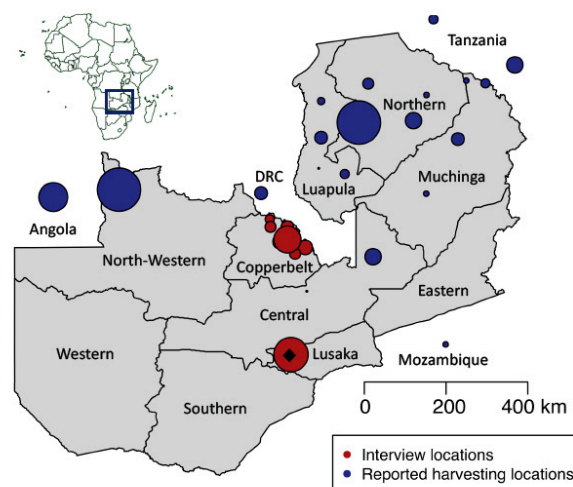 Tanzania
Northern
DRC
Luapula
Muchinga
Angola
North-Western
Copperbelt
Eastern
Central
Western
Lusaka
Mozambique
Southern
0 200 400 km
Interview locations
Reported harvesting locations